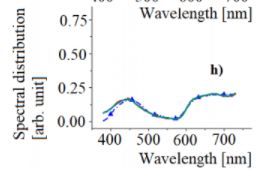 Wavelength [nm]
0.75
0.50
0.25
0.00
Spectral distribution
[arb. unit]
h)
400 500 600 700
Wavelength [nm]